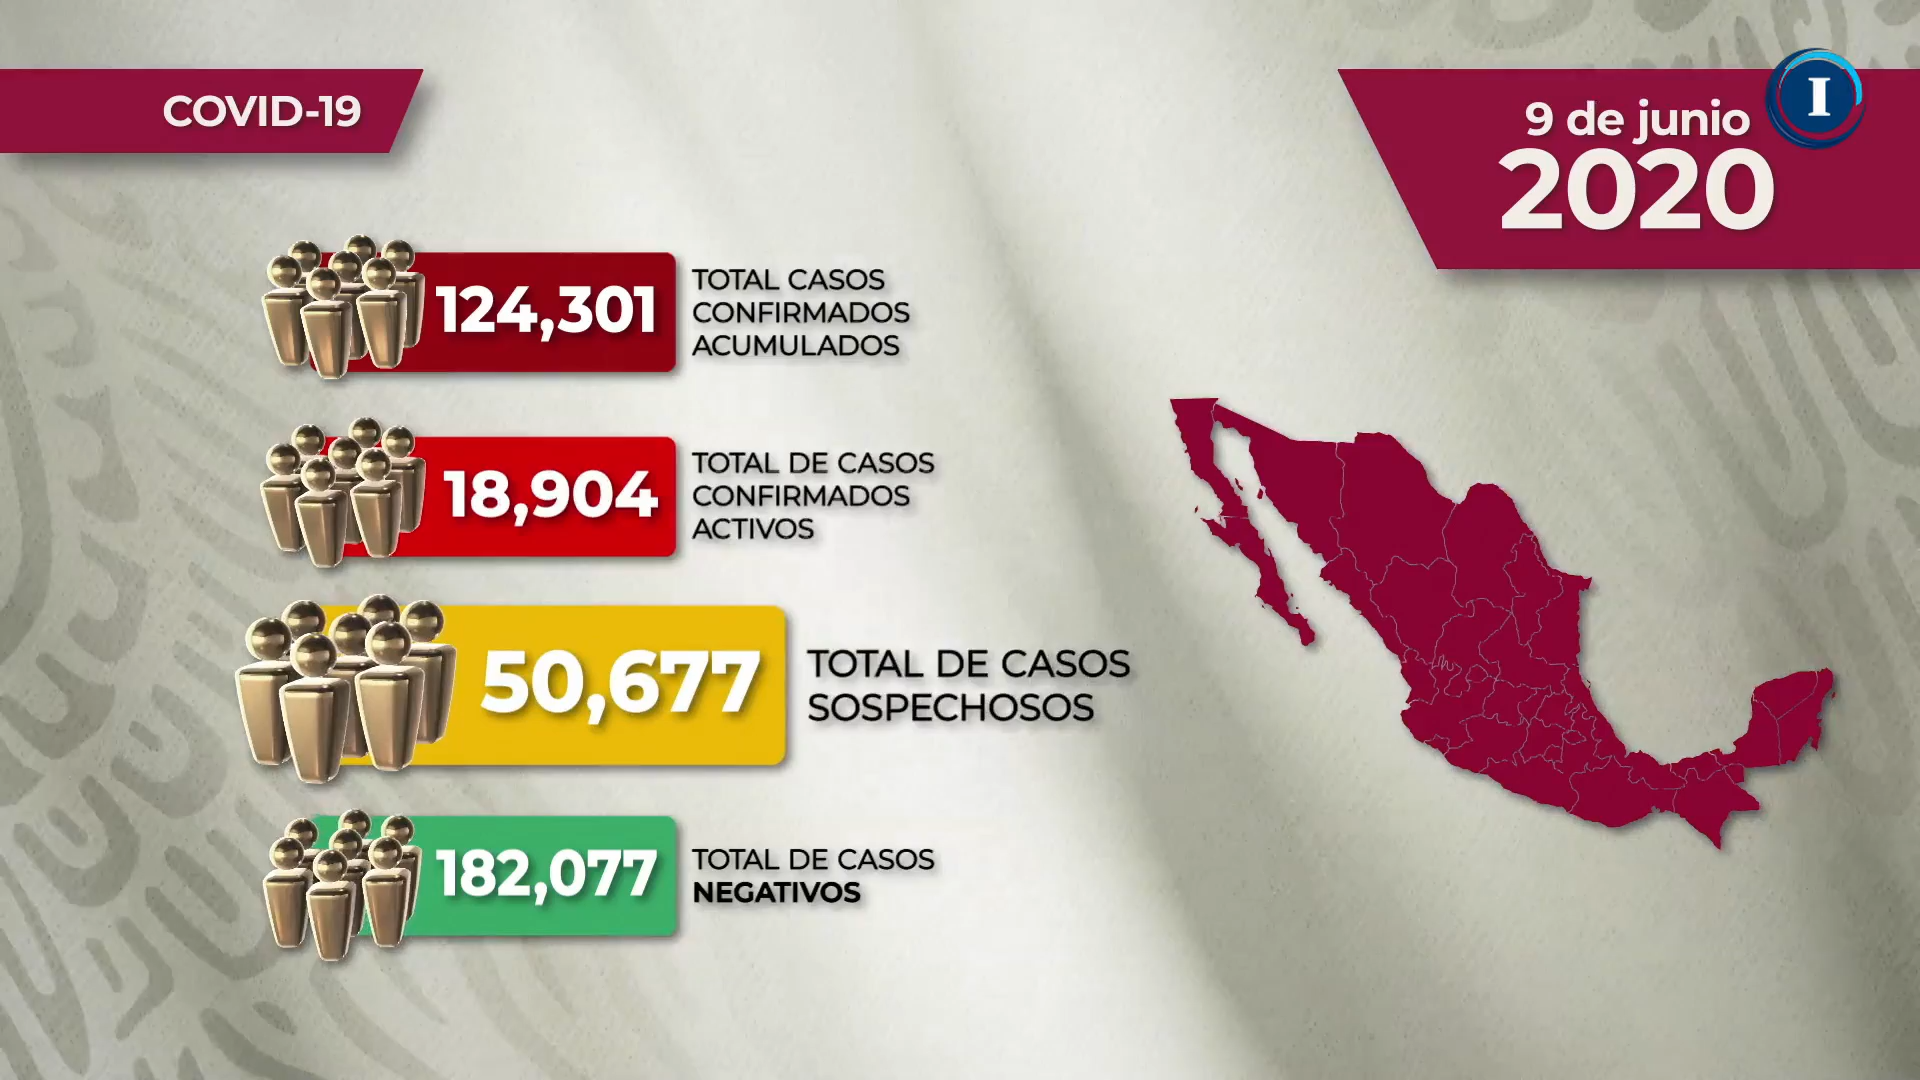 COVID-19
9 de junio
2020
I
124,301
TOTAL CASOS
CONFIRMADOS
ACUMULADOS
18,904
TOTAL DE CASOS
CONFIRMADOS
ACTIVOS
50,677
TOTAL DE CASOS
SOSPECHOSOS
182,077
TOTAL DE CASOS
NEGATIVOS